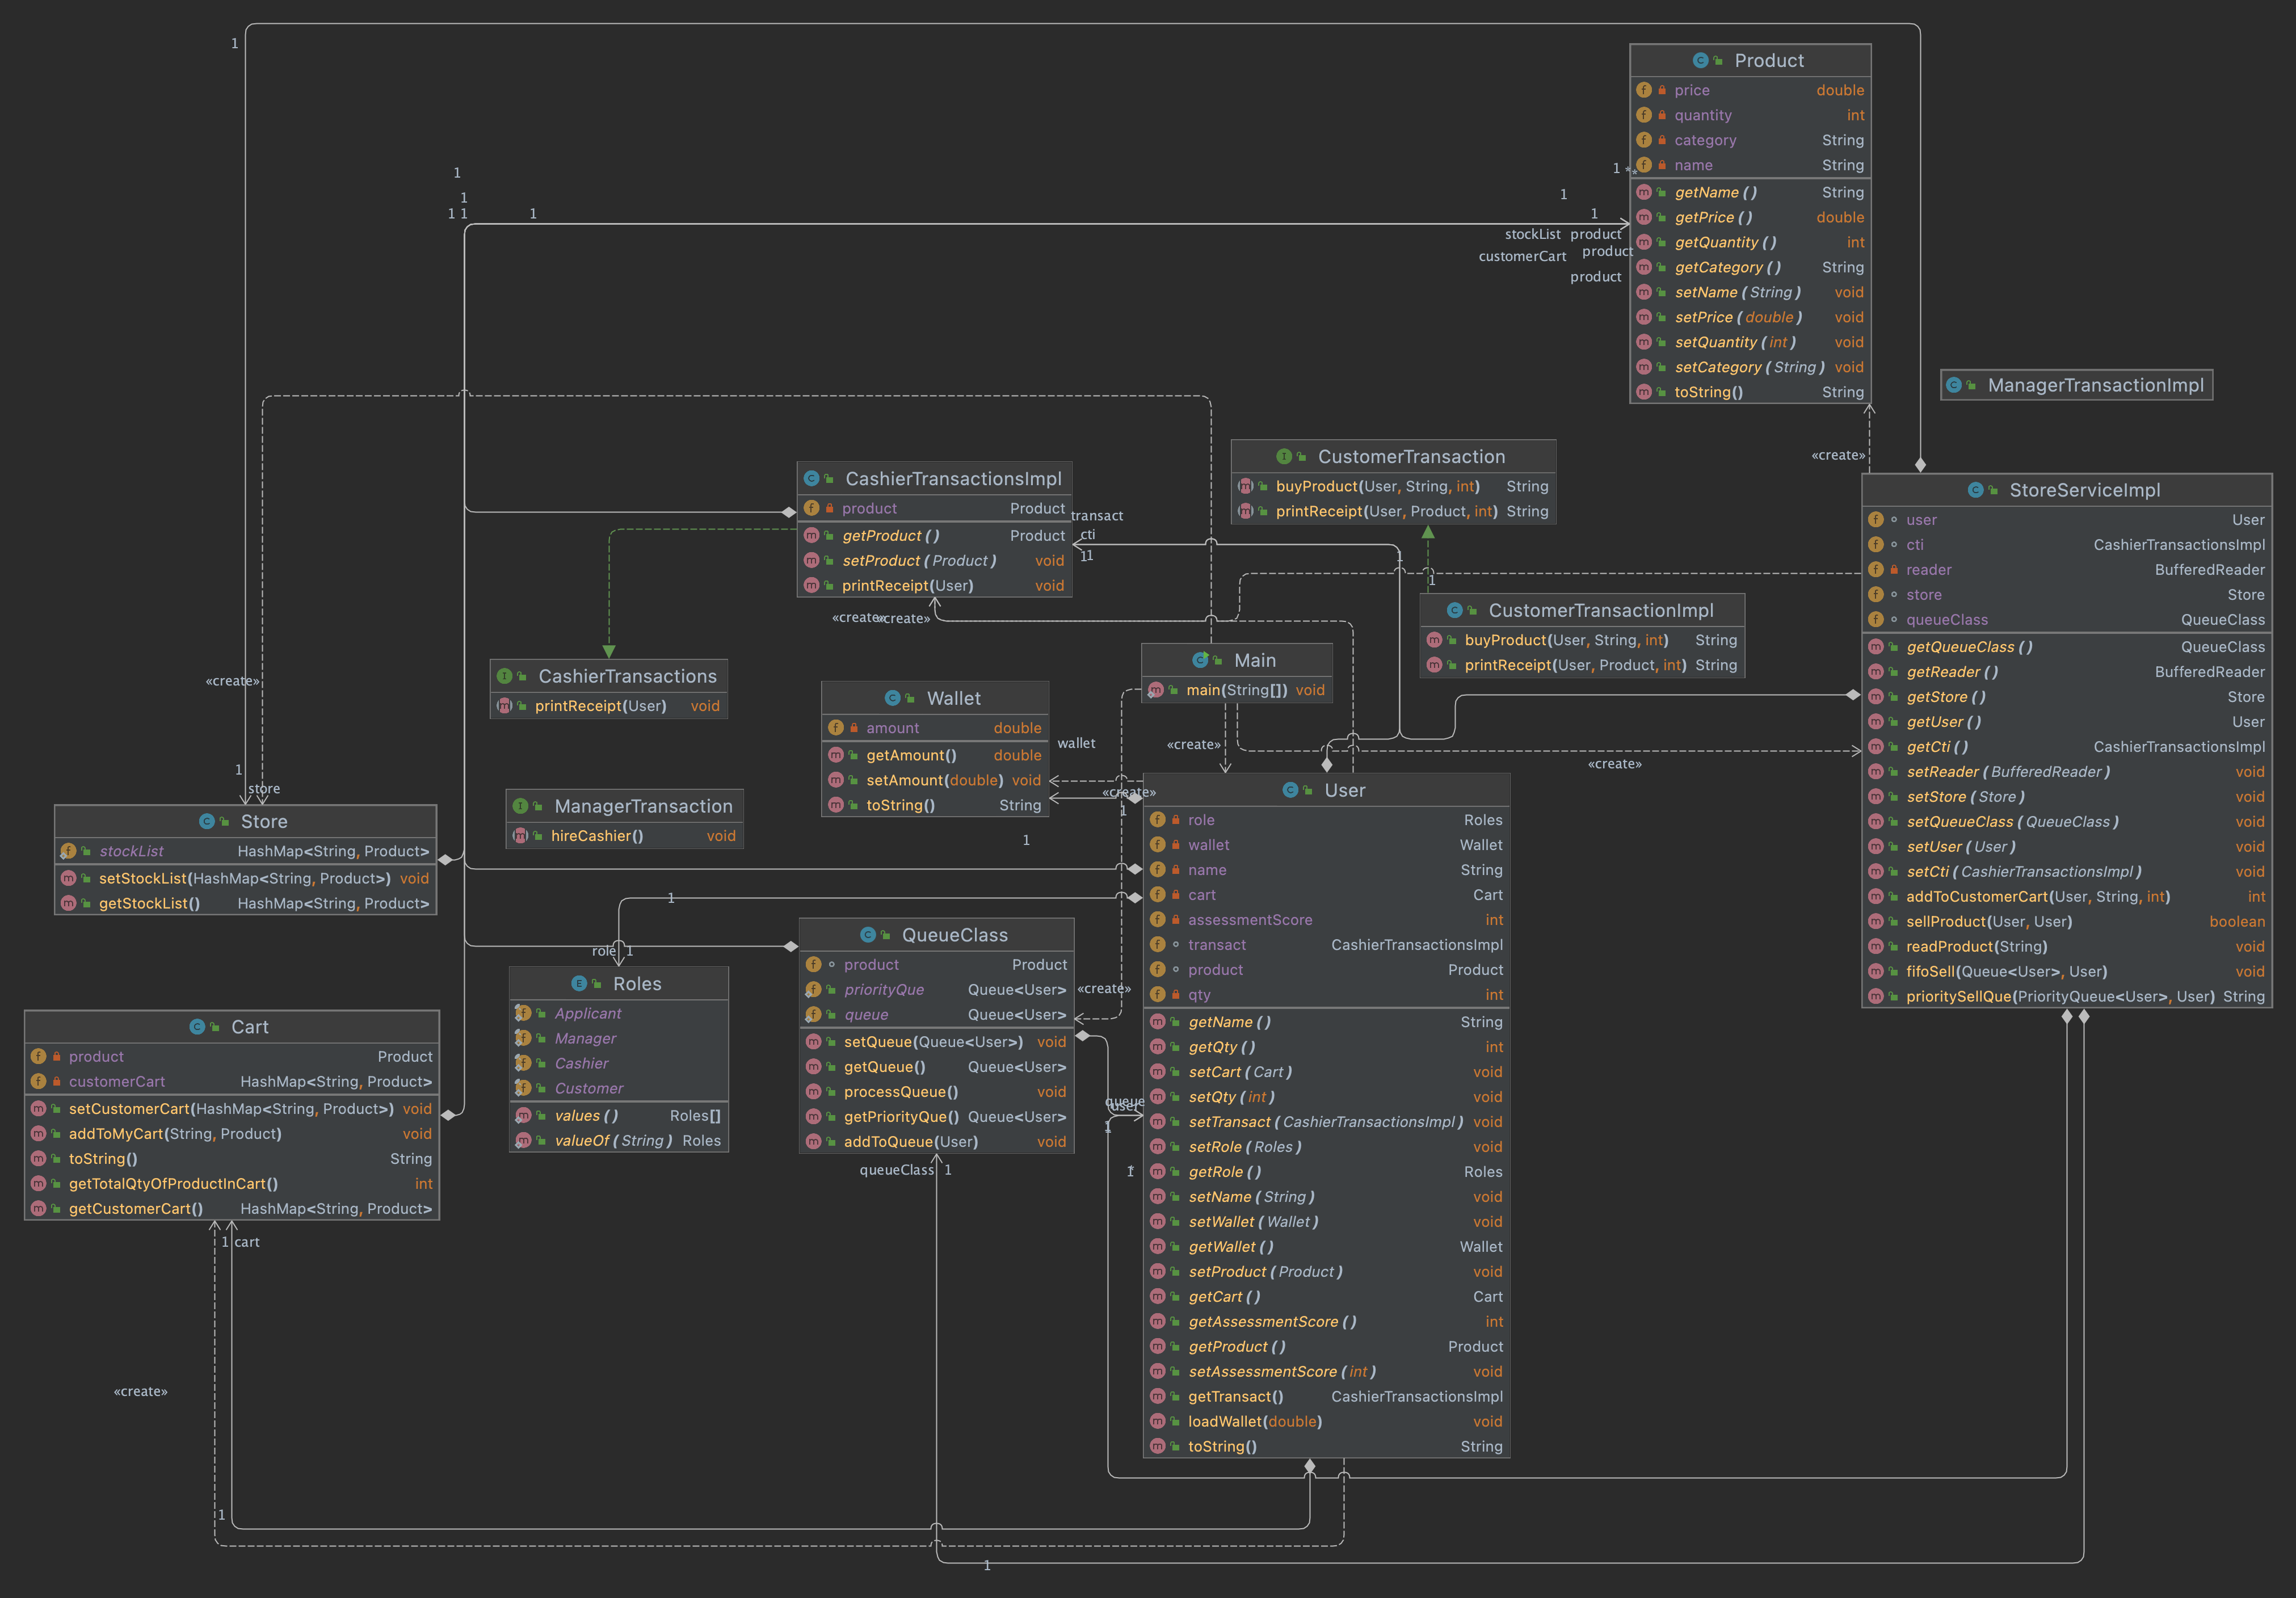 Product
price double
quantity int
category String
name String
getName() String
getPrice() double
getQuantity() int
getCategory() String
setName(String) void
setPrice(double) void
setQuantity(int) void
setCategory(String) void
toString() String
1
1
1
1 1
1
1 *
*
1
1
stockList product
product
customerCart
product
ManagerTransactionImpl
«create»
CustomerTransaction
buyProduct(User, String, int) String
printReceipt(User, Product, int) String
CashierTransactionsImpl
product Product
getProduct() Product
setProduct(Product) void
printReceipt(User) void
transact
cti
1
1
1
1
«create»
«create»
StoreServiceImpl
user User
cti CashierTransactionsImpl
reader BufferedReader
store Store
queueClass QueueClass
getQueueClass() QueueClass
getReader() BufferedReader
getStore() Store
getUser() User
getCti() CashierTransactionsImpl
setReader(BufferedReader) void
setStore(Store) void
setQueueClass(QueueClass) void
setUser(User) void
setCti(CashierTransactionsImpl) void
addToCustomerCart(User, String, int) int
sellProduct(User, User) boolean
readProduct(String) void
fifoSell(Queue<User>, User) void
prioritySellQue(PriorityQueue<User>, User) String
CustomerTransactionImpl
buyProduct(User, String, int) String
printReceipt(User, Product, int) String
Main
main(String[]) void
CashierTransactions
printReceipt(User) void
«create»
Wallet
amount double
getAmount() double
setAmount(double) void
toString() String
wallet
«create»
«create»
«create»
1
1
1
store
ManagerTransaction
hireCashier() void
Store
stockList HashMap<String, Product>
setStockList(HashMap<String, Product>) void
getStockList() HashMap<String, Product>
User
role Roles
wallet Wallet
name String
cart Cart
assessmentScore int
transact CashierTransactionsImpl
product Product
qty int
getName() String
getQty() int
setCart(Cart) void
setQty(int) void
setTransact(CashierTransactionsImpl) void
setRole(Roles) void
getRole() Roles
setName(String) void
setWallet(Wallet) void
getWallet() Wallet
setProduct(Product) void
getCart() Cart
getAssessmentScore() int
getProduct() Product
setAssessmentScore(int) void
getTransact() CashierTransactionsImpl
loadWallet(double) void
toString() String
1
role 1
Roles
Applicant
Manager
Cashier
Customer
values() Roles[]
valueOf(String) Roles
QueueClass
product Product
priorityQue Queue<User>
queue Queue<User>
setQueue(Queue<User>) void
getQueue() Queue<User>
processQueue() void
getPriorityQue() Queue<User>
addToQueue(User) void
«create»
queue
user
1
1
*
queueClass 1
Cart
product Product
customerCart HashMap<String, Product>
setCustomerCart(HashMap<String, Product>) void
addToMyCart(String, Product) void
toString() String
getTotalQtyOfProductInCart() int
getCustomerCart() HashMap<String, Product>
1 cart
«create»
1
1